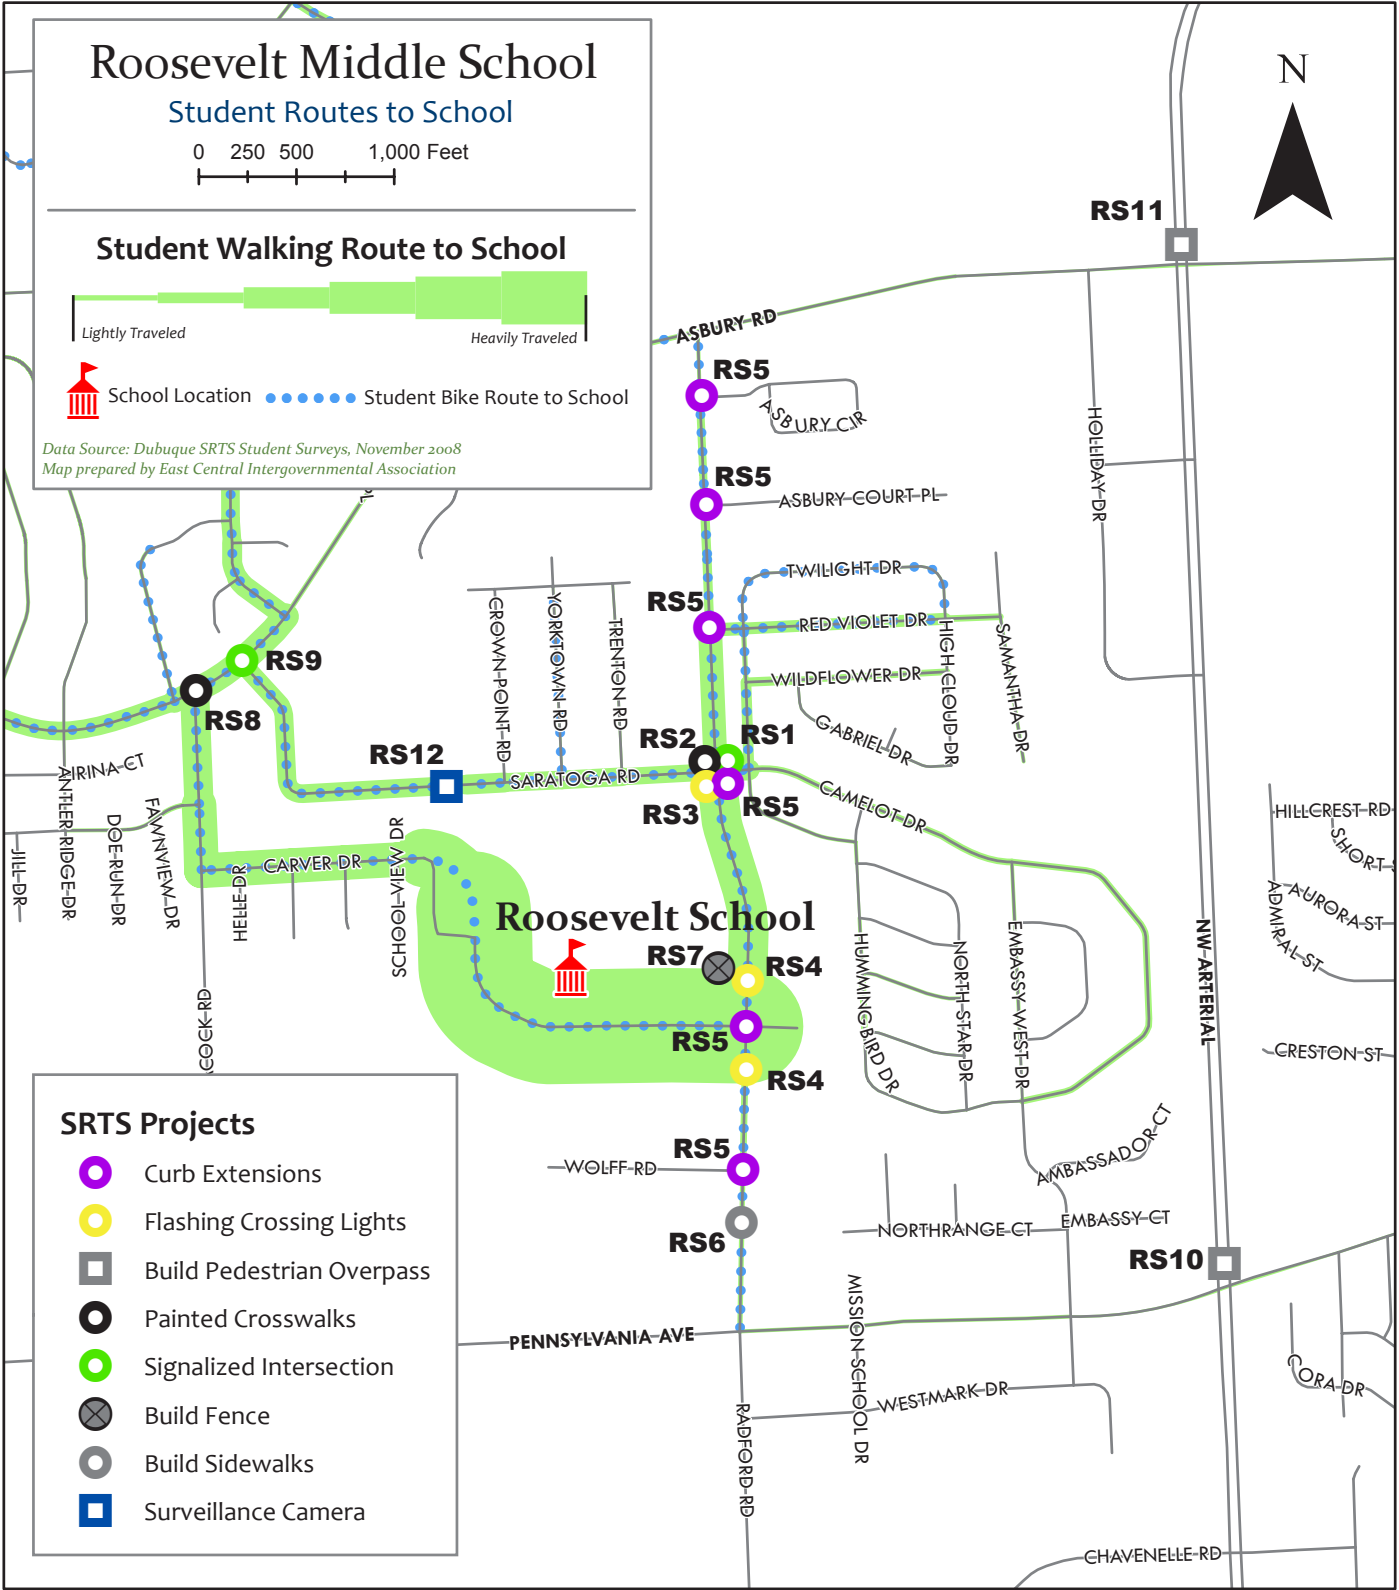 Roosevelt Middle School
Student Routes to School
0 250 500 1,000 Feet
Student Walking Route to School
Lightly Traveled
Heavily Traveled
School Location
Student Bike Route to School
Data Source: Dubuque SRTS Student Surveys, November 2008
Map prepared by East Central Intergovernmental Association
N
RS11
ASBURY RD
RS5
ASBURY CIR
HOLLIDAY DR
RS5
ASBURY COURT PL
TWILIGHT DR
RS5
RED VIOLET DR
CROWN POINT RD
YORKTOWN RD
TRENTON RD
HIGH CLOUD DR
SAMANTHA DR
RS9
WILDFLOWER DR
RS8
GABRIEL DR
RS2
RS1
RS12
SARATOGA RD
AIRINA CT
ANTLER RIDGE DR
RS3
RS5
CAMELOT DR
HILLCREST RD
SHORT
JILL DR
DOE RUN DR
FAWNVIEW DR
HELLE DR
CARVER DR
SCHOOL VIEW DR
ADMIRAL ST
AURORA ST
Roosevelt School
RS7
RS4
HUMMINGBIRD DR
NORTH STAR DR
EMBASSY WEST DR
NW ARTERIAL
COCK RD
RS5
CRESTON ST
RS4
SRTS Projects
Curb Extensions
Flashing Crossing Lights
Build Pedestrian Overpass
Painted Crosswalks
Signalized Intersection
Build Fence
Build Sidewalks
Surveillance Camera
RS5
WOLFF RD
AMBASSADOR CT
RS6
NORTHRANGE CT
EMBASSY CT
RS10
PENNSYLVANIA AVE
MISSION SCHOOL DR
WESTMARK DR
CORA DR
RADFORD RD
CHAVENELLE RD